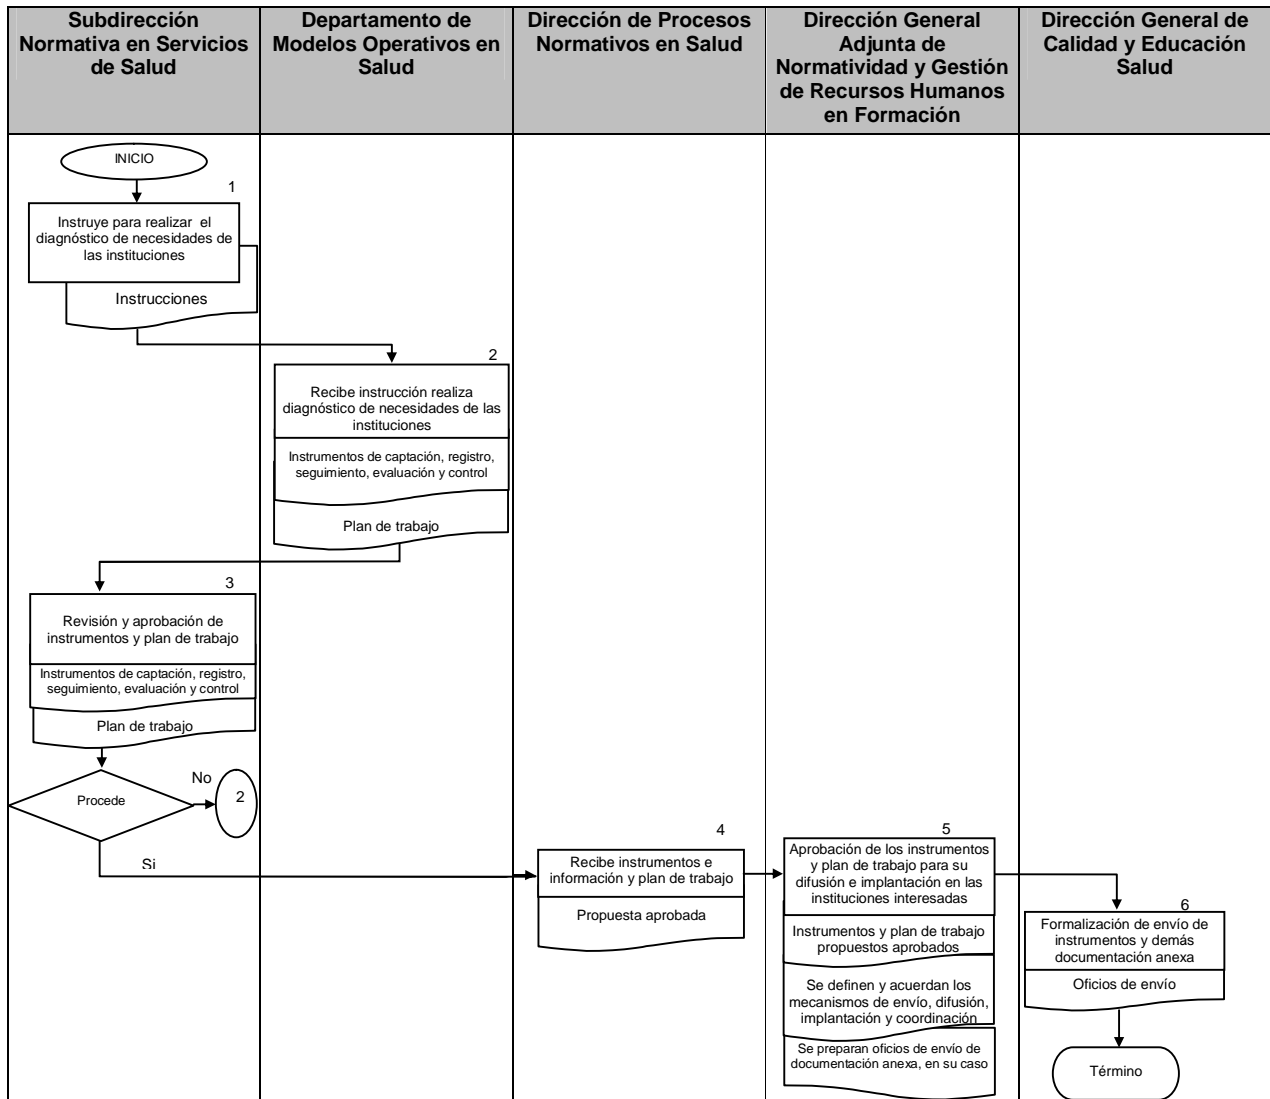 Subdirección
Normativa en Servicios
de Salud
Departamento de
Modelos Operativos en
Salud
Dirección de Procesos
Normativos en Salud
Dirección General
Adjunta de
Normatividad y Gestión
de Recursos Humanos
en Formación
Dirección General de
Calidad y Educación
Salud
INICIO
1
Instruye para realizar el
diagnóstico de necesidades de
las instituciones
Instrucciones
2
Recibe instrucción realiza
diagnóstico de necesidades de las
instituciones
Instrumentos de captación, registro,
seguimiento, evaluación y control
Plan de trabajo
3
Revisión y aprobación de
instrumentos y plan de trabajo
Instrumentos de captación, registro,
seguimiento, evaluación y control
Plan de trabajo
Procede
No
2
Si
4
Recibe instrumentos e
información y plan de trabajo
Propuesta aprobada
5
Aprobación de los instrumentos
y plan de trabajo para su
difusión e implantación en las
instituciones interesadas
Instrumentos y plan de trabajo
propuestos aprobados
Se definen y acuerdan los
mecanismos de envío, difusión,
implantación y coordinación
Se preparan oficios de envío de
documentación anexa, en su caso
6
Formalización de envío de
instrumentos y demás
documentación anexa
Oficios de envío
Término